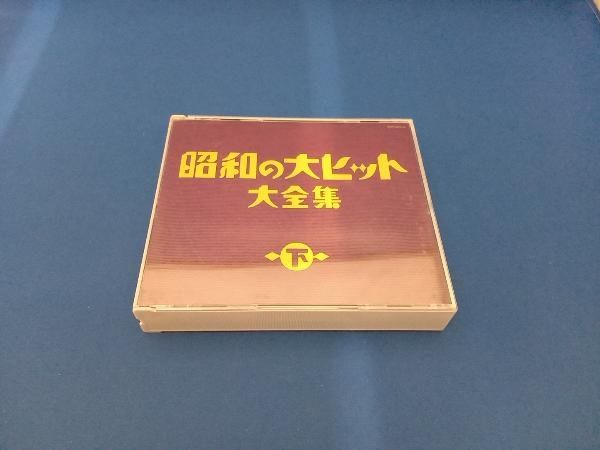 昭和の大ヒット
大全集
下